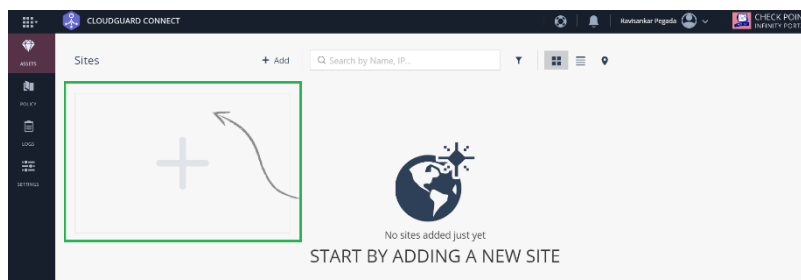 CLOUDGUARD CONNECT
Ravisankar Pegada
CHECK POIN
INFINITY PORT
ASSETS
POLICY
LOGS
SETTINGS
Sites
+ Add
Search by Name, IP...
No sites added just yet
START BY ADDING A NEW SITE